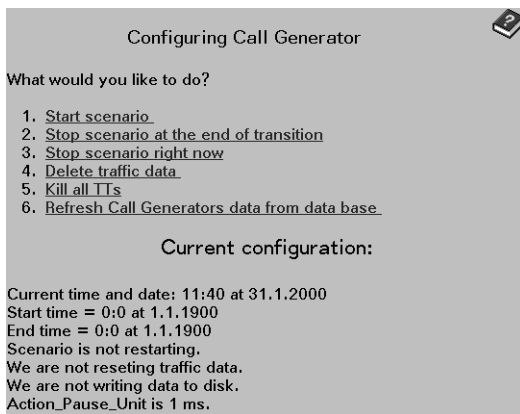 Configuring Call Generator
What would you like to do?
1. Start scenario
2. Stop scenario at the end of transition
3. Stop scenario right now
4. Delete traffic data
5. Kill all TTs
6. Refresh Call Generators data from data base
Current configuration:
Current time and date: 11:40 at 31.1.2000
Start time = 0:0 at 1.1.1900
End time = 0:0 at 1.1.1900
Scenario is not restarting.
We are not reseting traffic data.
We are not writing data to disk.
Action_Pause_Unit is 1 ms.